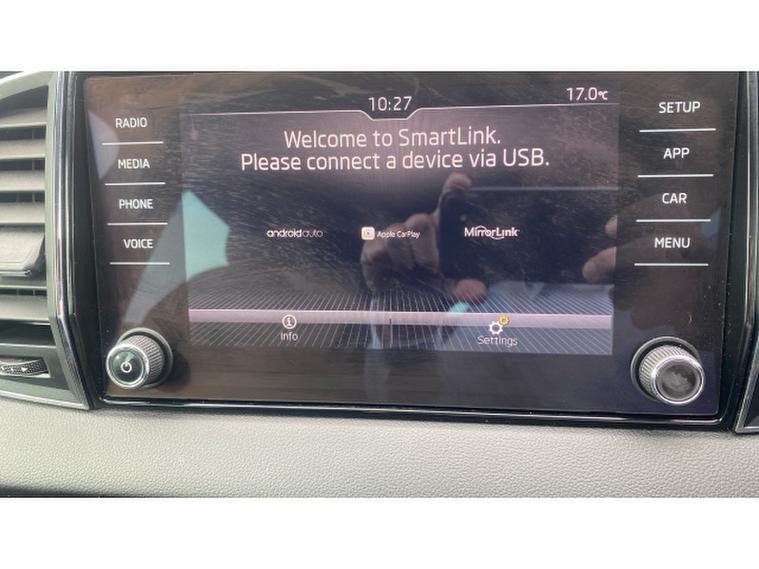 10:27
17.0°C
RADIO
MEDIA
PHONE
VOICE
Welcome to SmartLink.
Please connect a device via USB.
androidauto
Apple CarPlay
MirrorLink
Info
Settings
SETUP
APP
CAR
MENU